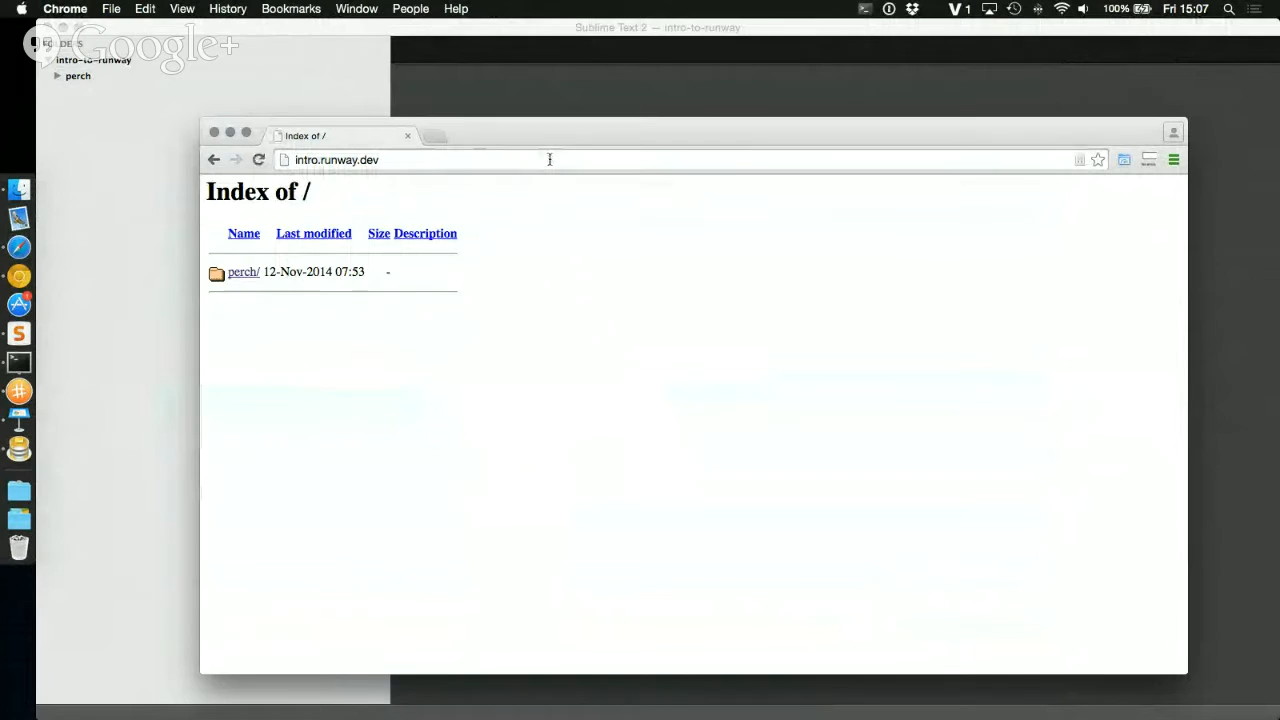 Chrome File Edit View History Bookmarks Window People Help V 1 100% Fri 15:07
Sublime Text 2 — intro-to-runway
Google+
intro-to-runway
perch
Index of /
intro.runway.dev
Index of /
Name Last modified Size Description
perch/ 12-Nov-2014 07:53 -